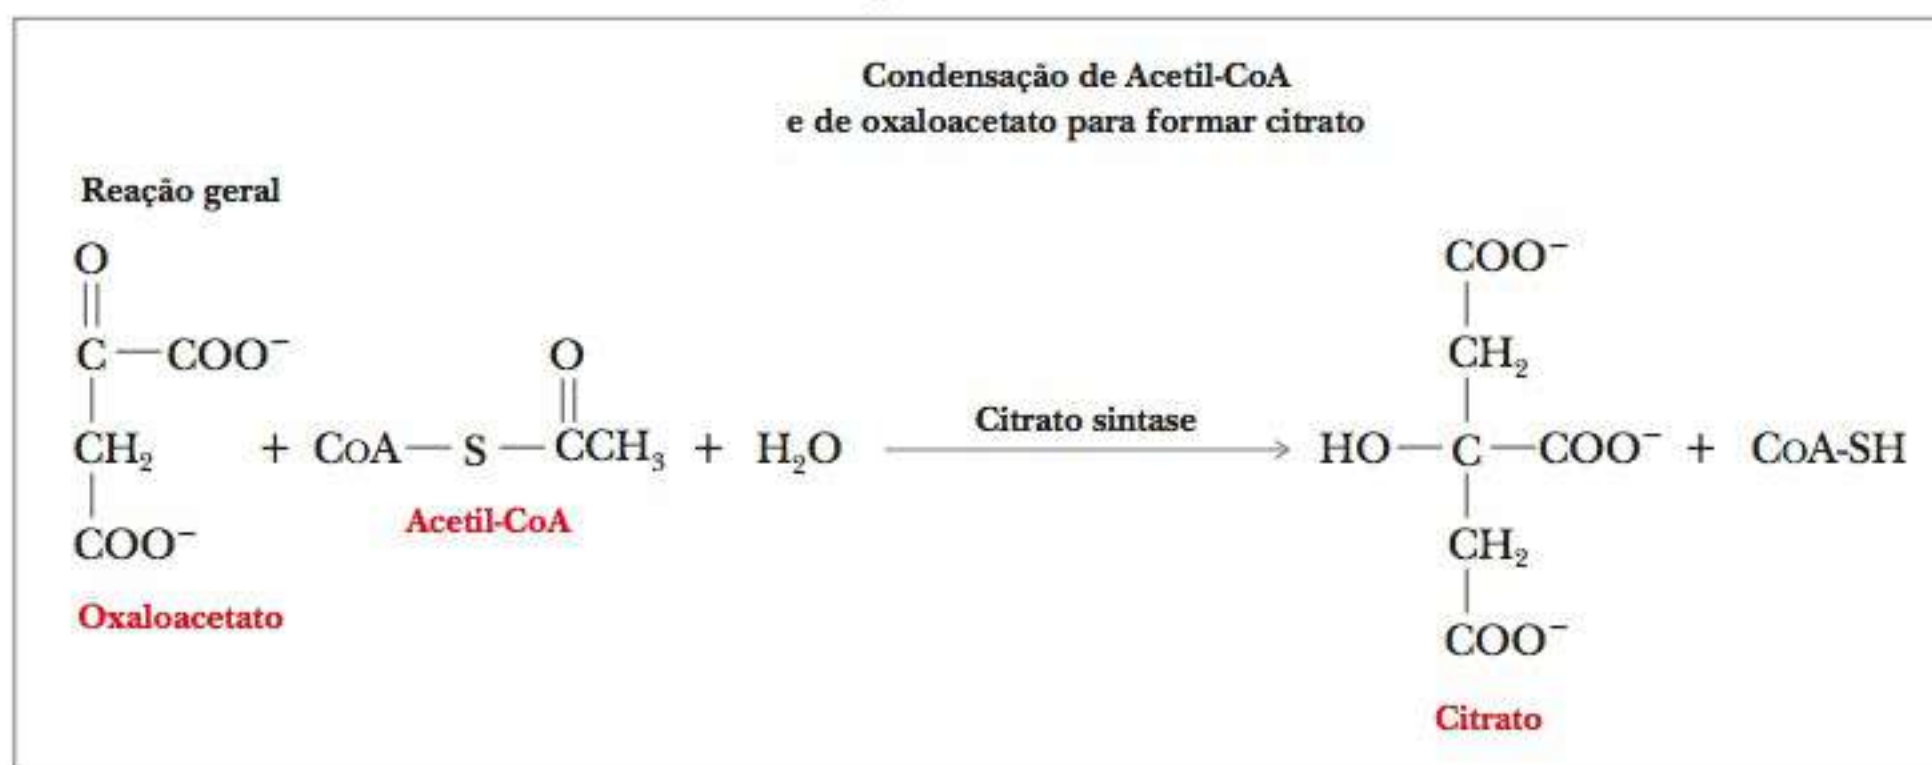 Condensação de Acetil-CoA
e de oxaloacetato para formar citrato
Reação geral
O
C—COO⁻
CH₂
COO⁻
Oxaloacetato
+ CoA—S—CCH₃ + H₂O
O
Acetil-CoA
Citrato sintase
COO⁻
CH₂
HO—C—COO⁻ + CoA-SH
CH₂
COO⁻
Citrato